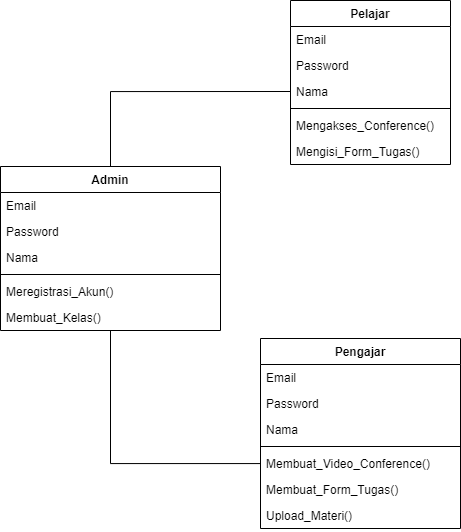 Pelajar
Email
Password
Nama
Mengakses_Conference()
Mengisi_Form_Tugas()
Admin
Email
Password
Nama
Meregistrasi_Akun()
Membuat_Kelas()
Pengajar
Email
Password
Nama
Membuat_Video_Conference()
Membuat_Form_Tugas()
Upload_Materi()